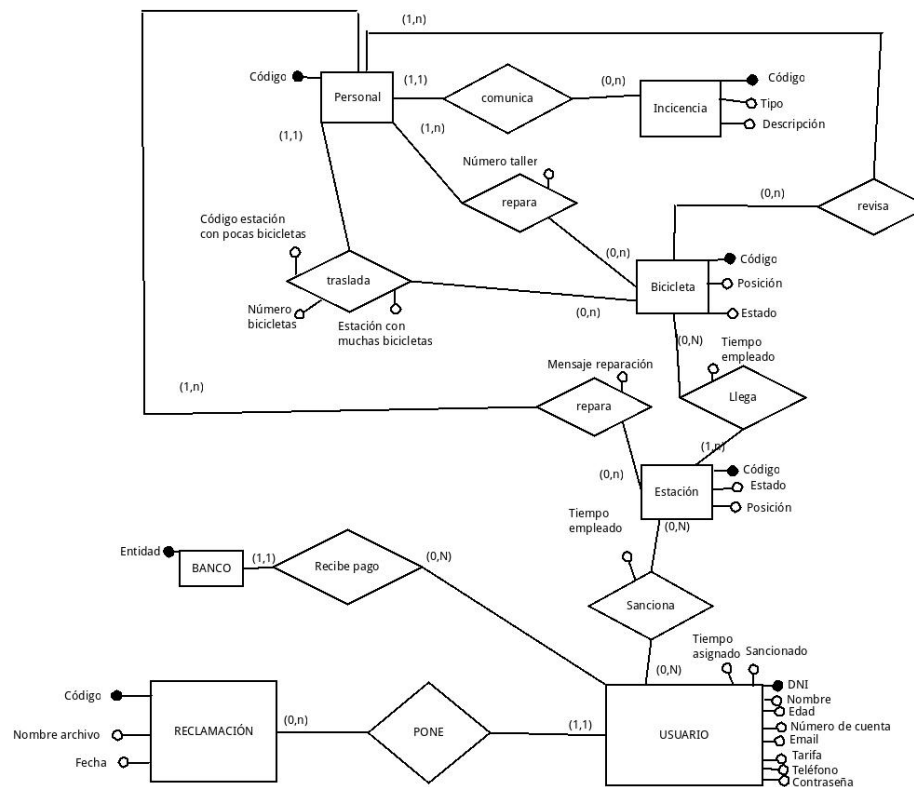 (1,n)
Código
(1,1)
(0,n)
Código
Personal
comunica
Incicencia
Tipo
Descripción
(1,1)
(1,n)
Número taller
(0,n)
repara
revisa
Código estación
con pocas bicicletas
(0,n)
Código
traslada
Bicicleta
Posición
Número
bicicletas
Estación con
muchas bicicletas
(0,n)
Estado
(0,N)
Tiempo
empleado
Mensaje reparación
(1,n)
repara
Llega
(1,n)
(0,n)
Código
Estación
Estado
Posición
Tiempo
empleado
(0,N)
Entidad
BANCO
(1,1)
Recibe pago
(0,N)
Sanciona
Tiempo
asignado
Sancionado
(0,N)
DNI
Código
Nombre
Edad
(0,n)
Número de cuenta
RECLAMACIÓN
PONE
(1,1)
USUARIO
Nombre archivo
Email
Tarifa
Fecha
Teléfono
Contraseña